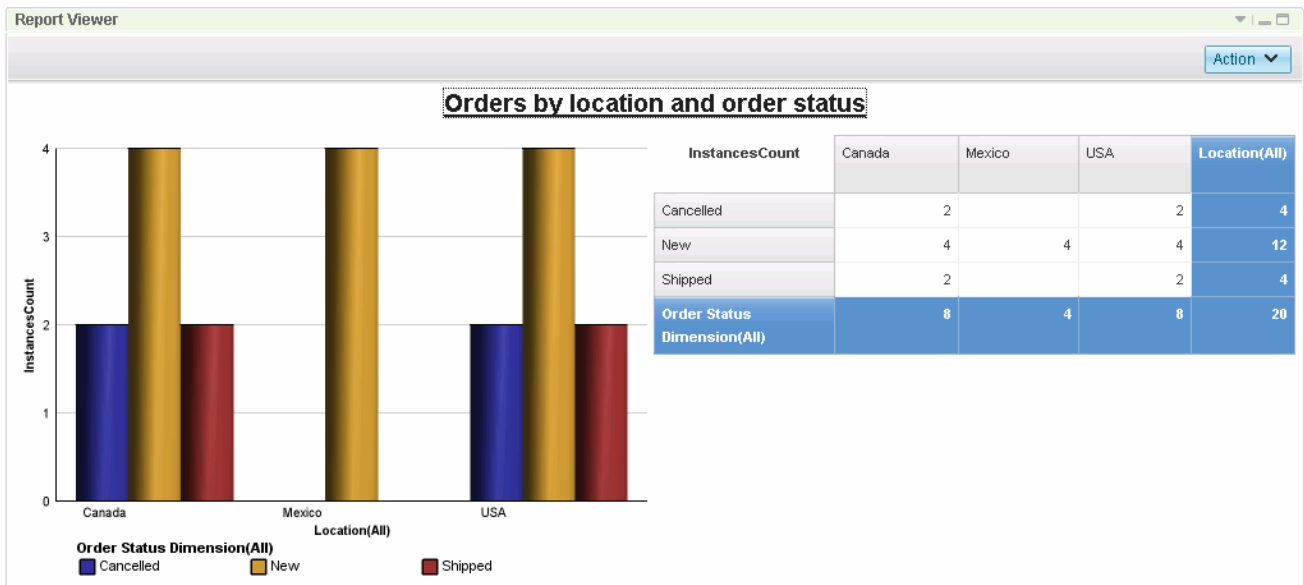 Report Viewer
Action
Orders by location and order status
4
3
2
1
0
InstancesCount
Canada Mexico USA
Location(All)
Order Status Dimension(All)
Cancelled New Shipped
InstancesCount Canada Mexico USA Location(All)
Cancelled 2 2 4
New 4 4 4 12
Shipped 2 2 4
Order Status 8 4 8 20
Dimension(All)